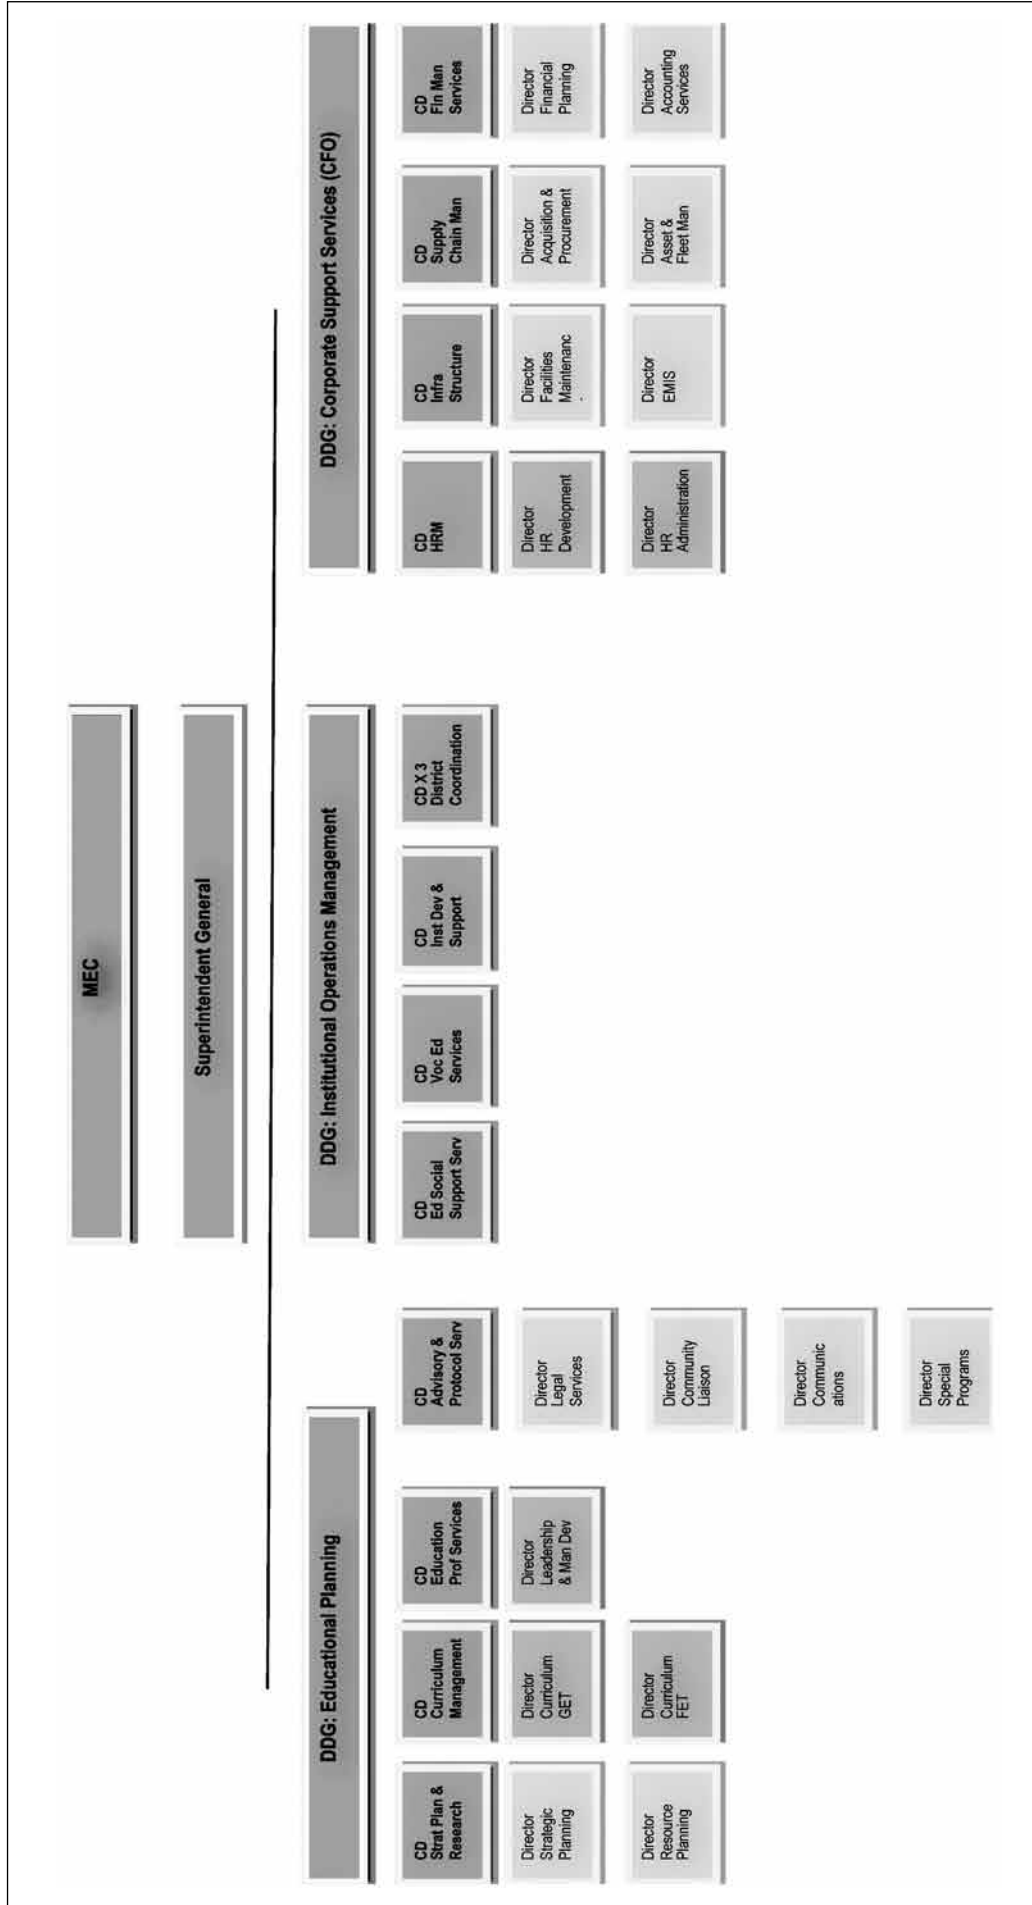 MEC
Superintendent General
DDG: Educational Planning
DDG: Institutional Operations Management
DDG: Corporate Support Services (CFO)
CD
Strat Plan &
Research
CD
Curriculum
Management
CD
Education
Prof Services
CD
Advisory &
Protocol Serv
CD
Ed Social
Support Serv
CD
Voc Ed
Services
CD
Inst Dev &
Support
CD X 3
District
Coordination
CD
HRM
CD
Infra
Structure
CD
Supply
Chain Man
CD
Fin Man
Services
Director
Strategic
Planning
Director
Curriculum
GET
Director
Leadership
& Man Dev
Director
Legal
Services
Director
HR
Development
Director
Facilities
Maintenanc
.
Director
Acquisition &
Procurement
Director
Financial
Planning
Director
Resource
Planning
Director
Curriculum
FET
Director
Community
Liaison
Director
HR
Administration
Director
EMIS
Director
Asset &
Fleet Man
Director
Accounting
Services
Director
Communic
ations
Director
Special
Programs